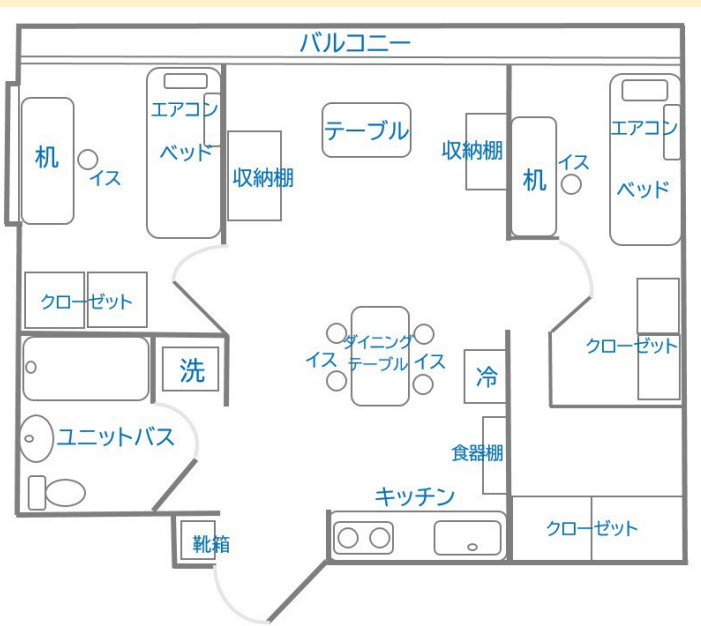 バルコニー
エアコン
机
イス
ベッド
収納棚
テーブル
収納棚
机
イス
エアコン
ベッド
クローゼット
洗
イス
ダイニング
テーブル
イス
冷
クローゼット
ユニットバス
食器棚
キッチン
靴箱
クローゼット